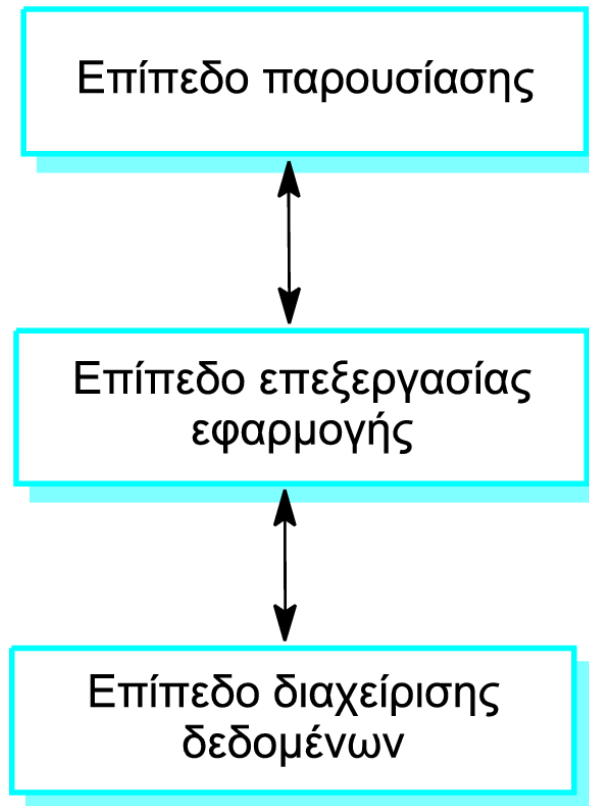 Επίπεδο παρουσίασης
Επίπεδο επεξεργασίας
εφαρμογής
Επίπεδο διαχείρισης
δεδομένων